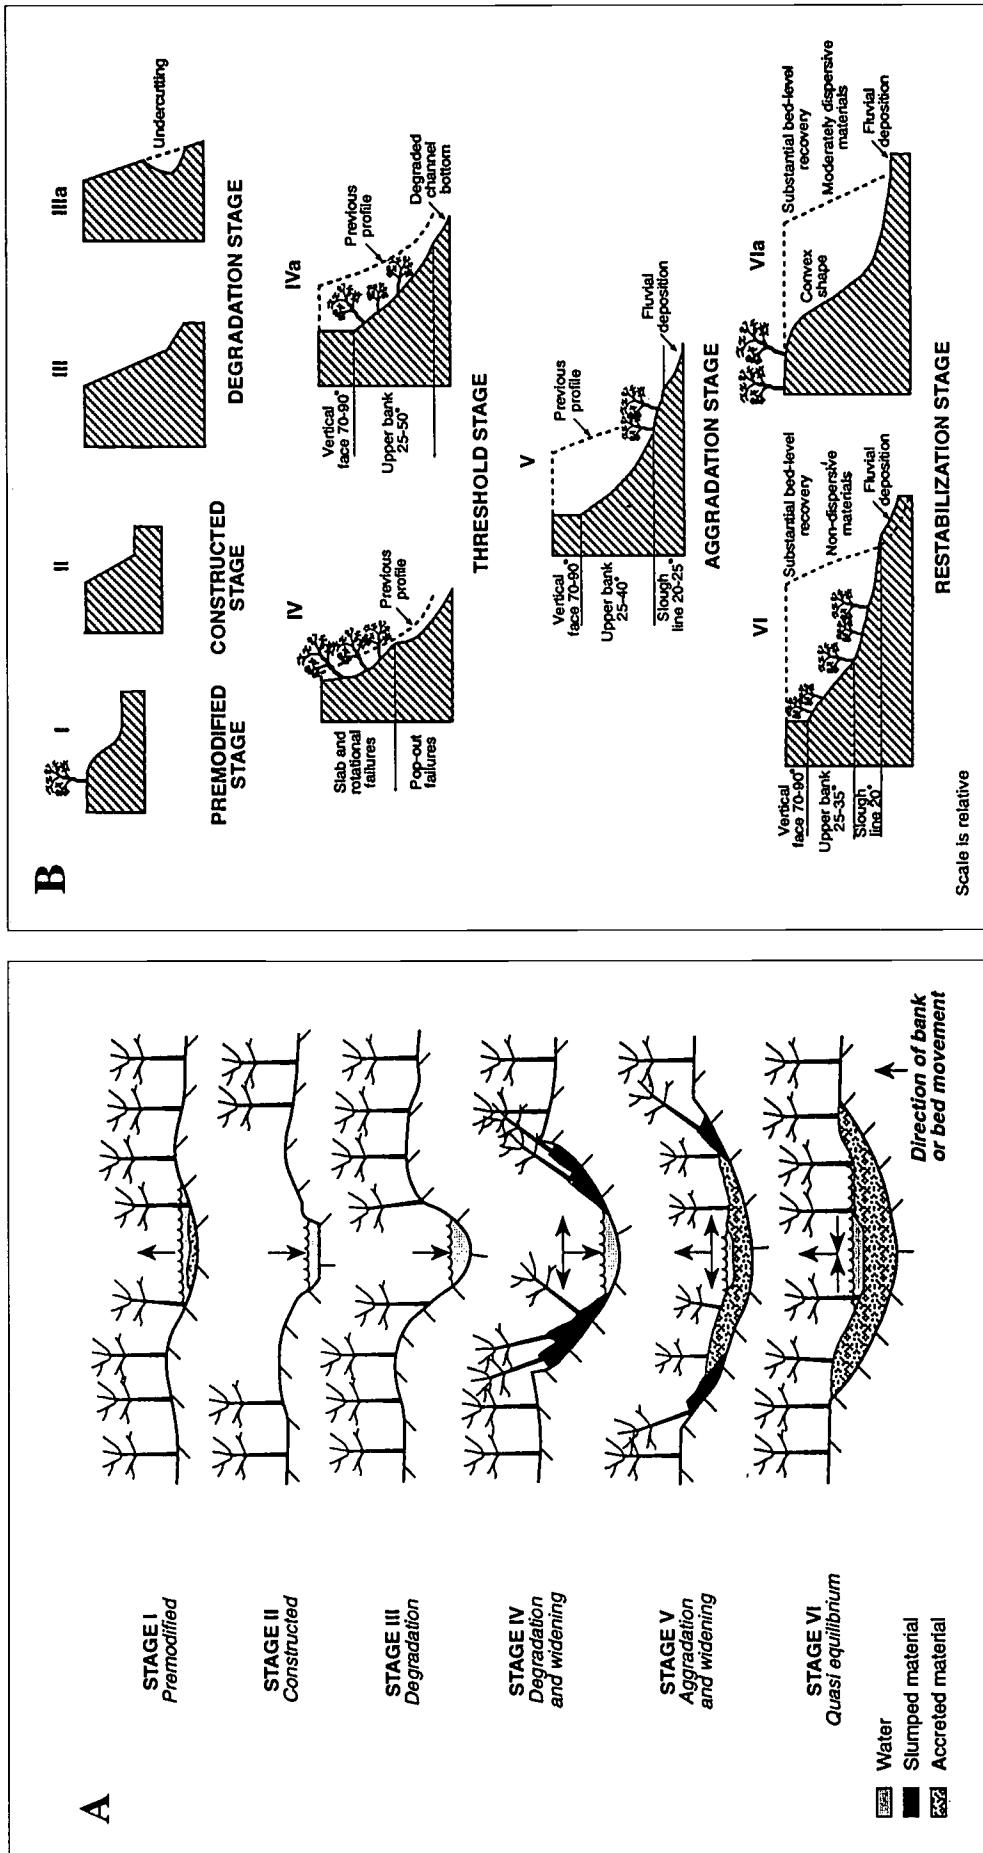 A
STAGE I
Premodified
STAGE II
Constructed
STAGE III
Degradation
STAGE IV
Degradation
and widening
STAGE V
Aggradation
and widening
STAGE VI
Quasi equilibrium
Water
Slumped material
Accreted material
Direction of bank
or bed movement
B
I
PREMODIFIED
STAGE
II
CONSTRUCTED
STAGE
III
IIIa
Undercutting
DEGRADATION STAGE
IV
Slab and
rotational
failures
Pop-out
failures
Previous
profile
IVa
Vertical
face 70-90°
Upper bank
25-50°
Previous
profile
Degraded
channel
bottom
THRESHOLD STAGE
V
Vertical
face 70-90°
Upper bank
25-40°
Slough
line 20-25°
Previous
profile
Fluvial
deposition
AGGRADATION STAGE
VI
Vertical
face 70-90°
Upper bank
25-35°
Slough
line 20°
Substantial bed-level
recovery
Non-dispersive
materials
Fluvial
deposition
VIa
Convex
shape
Substantial bed-level
recovery
Moderately dispersive
materials
Fluvial
deposition
RESTABILIZATION STAGE
Scale is relative